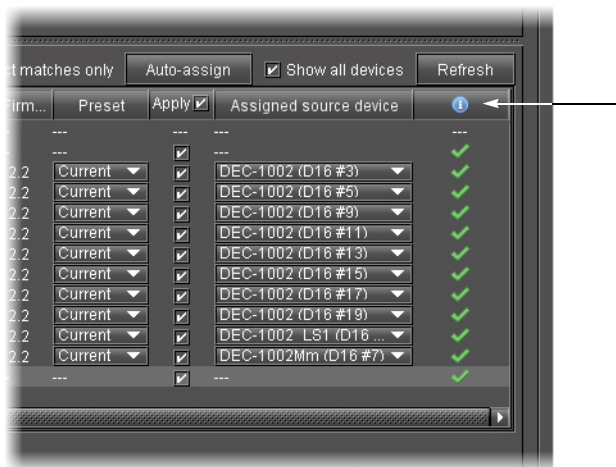 ct matches only Auto-assign Show all devices Refresh
Firm... Preset Apply Assigned source device
--- --- --- ---
--- ---
2.2 Current DEC-1002 (D16 #3)
2.2 Current DEC-1002 (D16 #5)
2.2 Current DEC-1002 (D16 #9)
2.2 Current DEC-1002 (D16 #11)
2.2 Current DEC-1002 (D16 #13)
2.2 Current DEC-1002 (D16 #15)
2.2 Current DEC-1002 (D16 #17)
2.2 Current DEC-1002 (D16 #19)
2.2 Current DEC-1002_LS1 (D16 ...
2.2 Current DEC-1002Mm (D16 #7)
--- ---